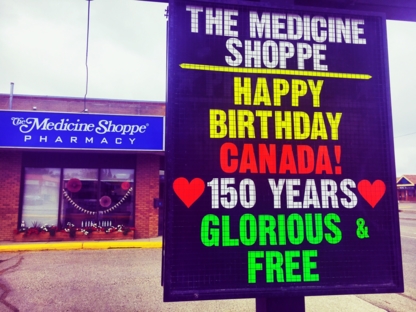 THE MEDICINE
SHOPPE
HAPPY
BIRTHDAY
CANADA!
150 YEARS
GLORIOUS &
FREE
The Medicine Shoppe
PHARMACY